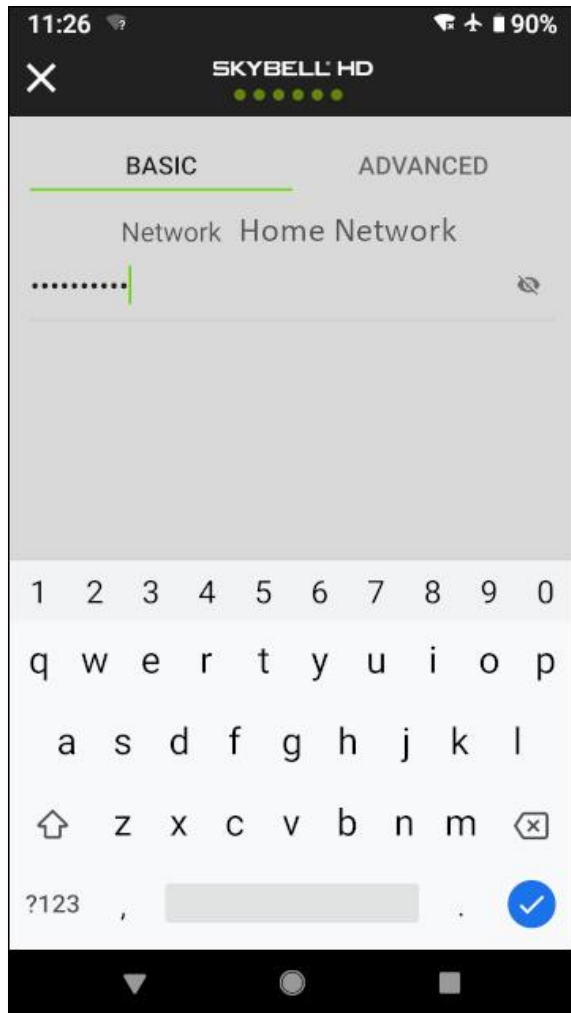 11:26
90%
SKYBELL HD
BASIC ADVANCED
Network Home Network
••••••••••
1 2 3 4 5 6 7 8 9 0
q w e r t y u i o p
a s d f g h j k l
z x c v b n m
?123 , .